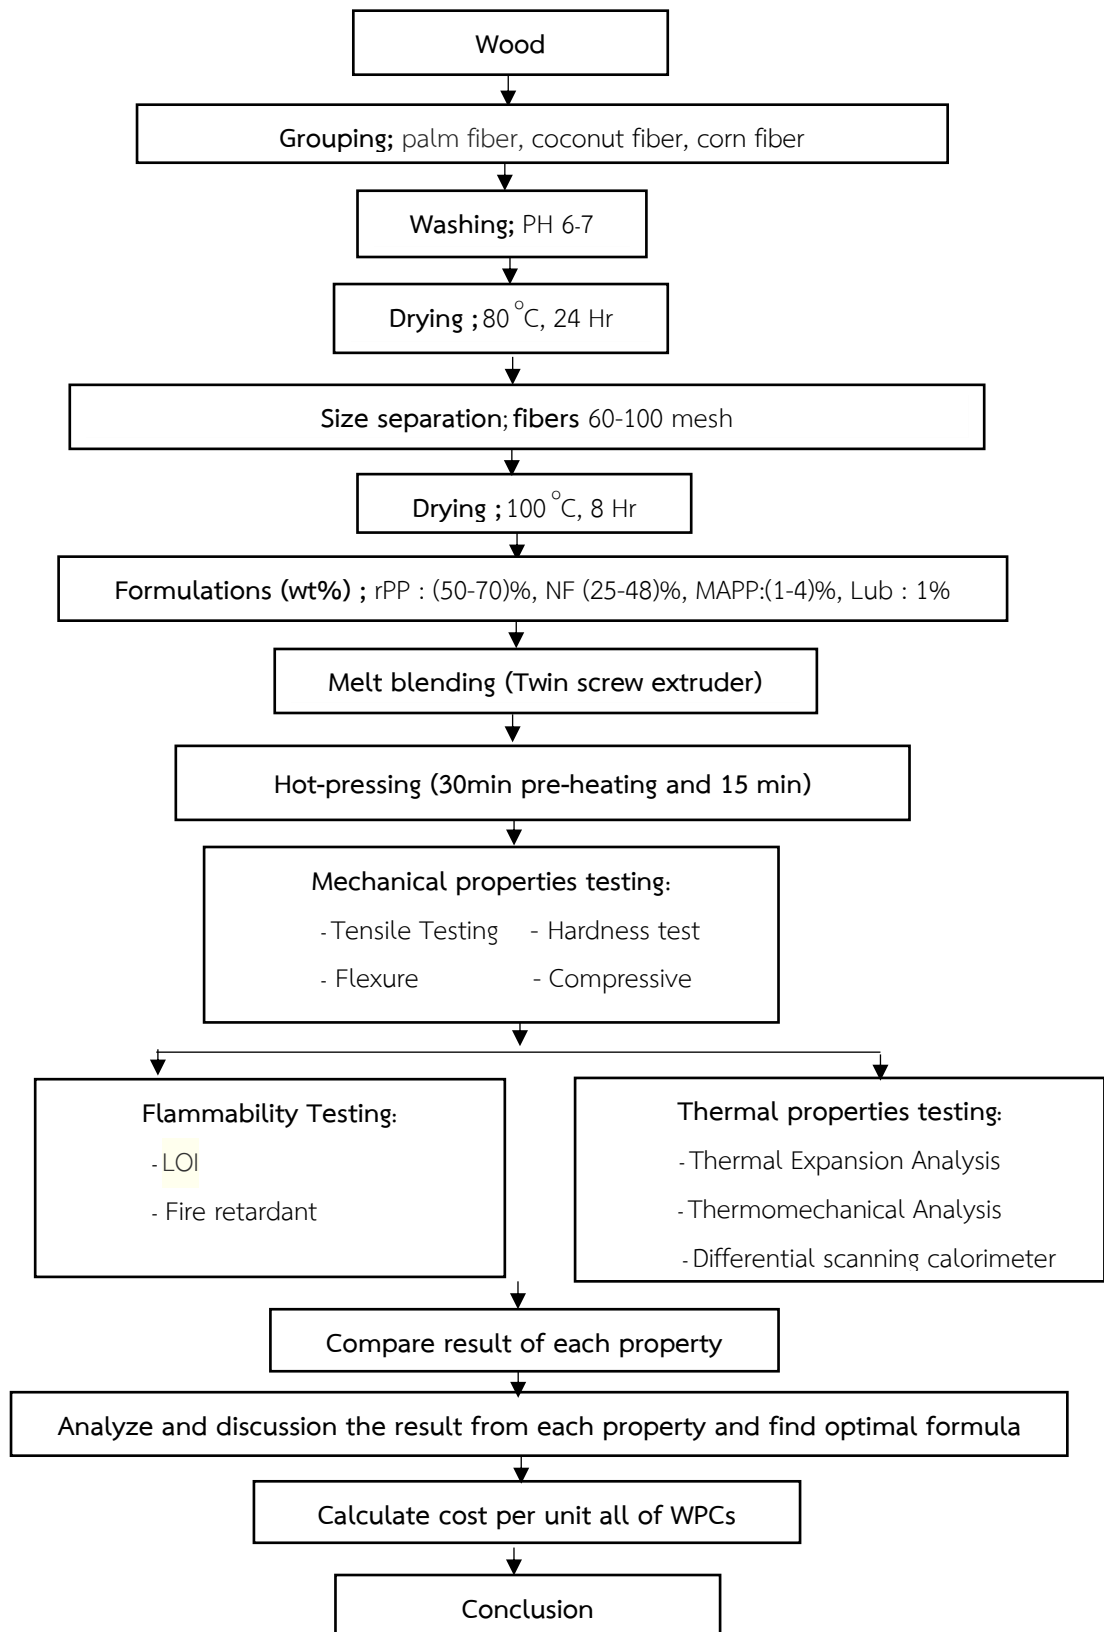 Wood
Grouping; palm fiber, coconut fiber, corn fiber
Washing; PH 6-7
Drying ; 80 °C, 24 Hr
Size separation; fibers 60-100 mesh
Drying ; 100 °C, 8 Hr
Formulations (wt%) ; rPP : (50-70)%, NF (25-48)%, MAPP:(1-4)%, Lub : 1%
Melt blending (Twin screw extruder)
Hot-pressing (30min pre-heating and 15 min)
Mechanical properties testing:
- Tensile Testing - Hardness test
- Flexure - Compressive
Flammability Testing:
- LOI
- Fire retardant
Thermal properties testing:
- Thermal Expansion Analysis
- Thermomechanical Analysis
- Differential scanning calorimeter
Compare result of each property
Analyze and discussion the result from each property and find optimal formula
Calculate cost per unit all of WPCs
Conclusion